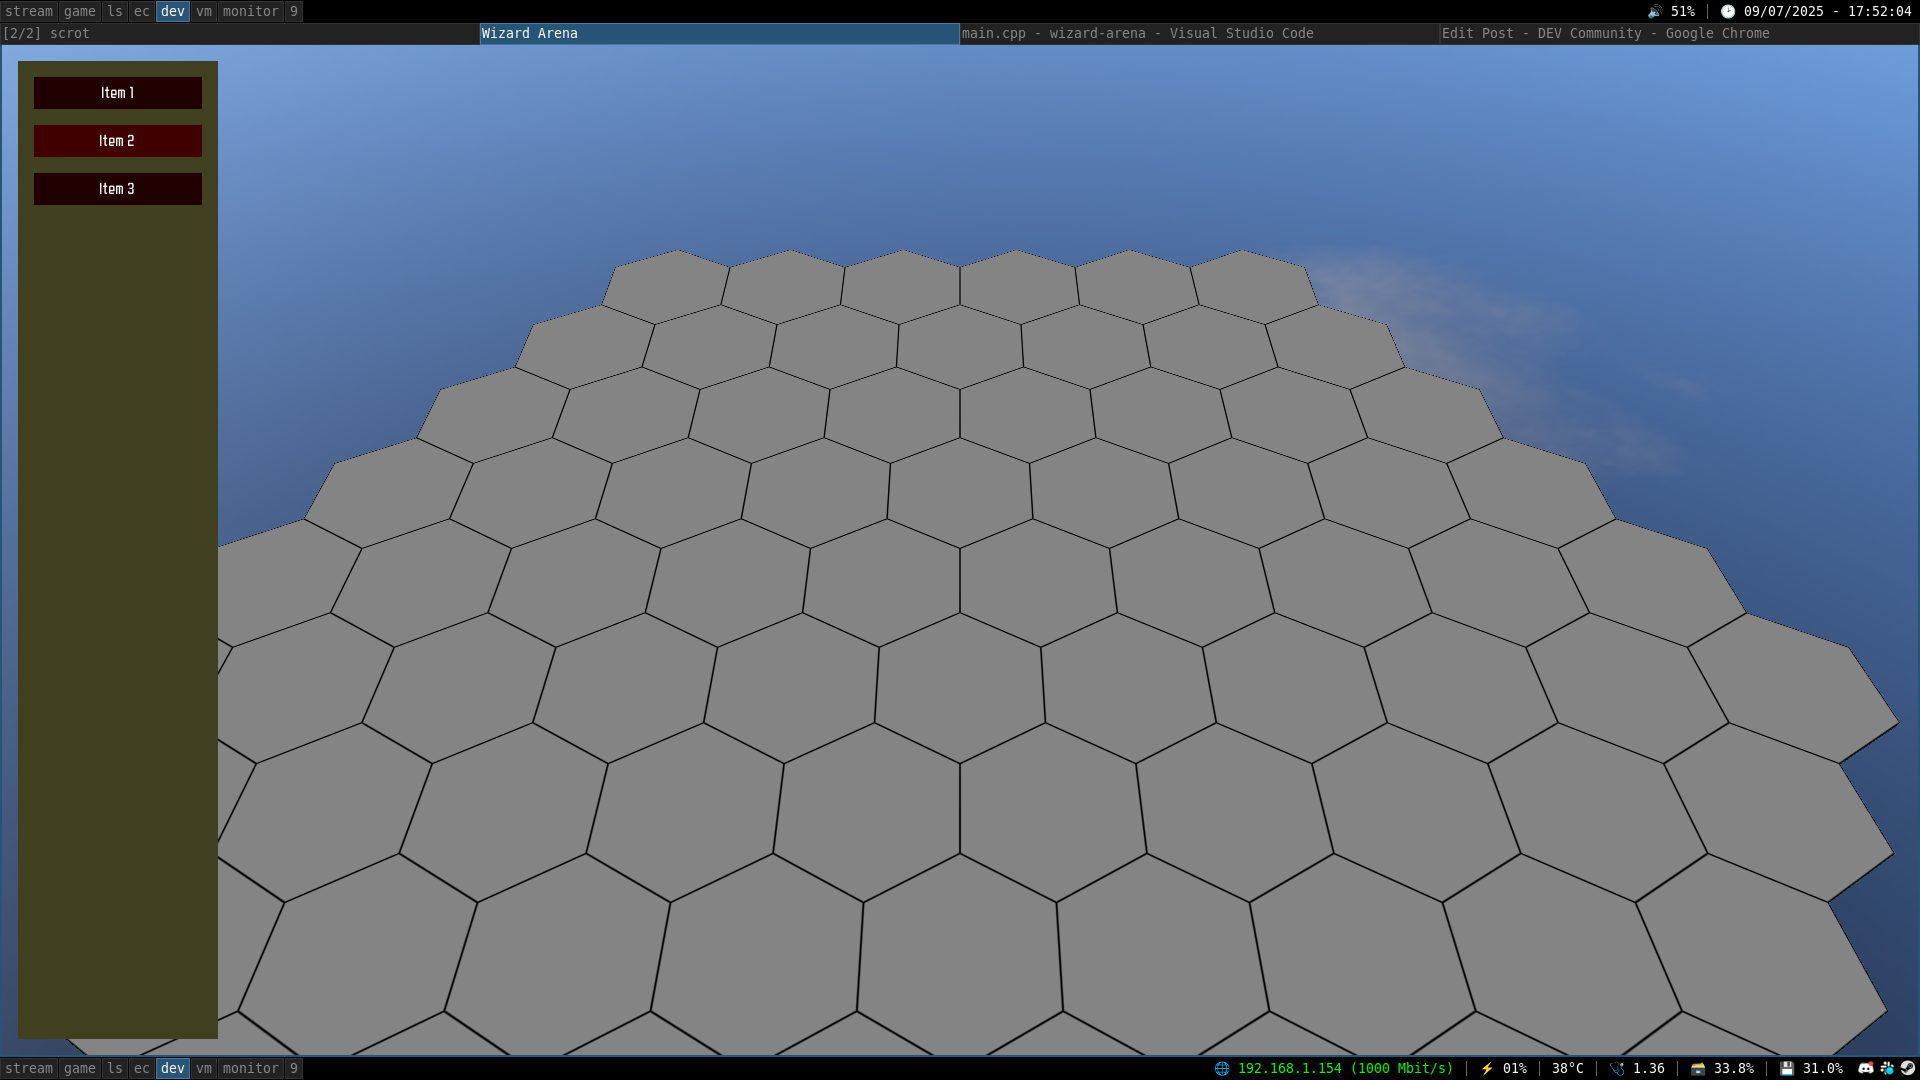 stream game ls ec dev vm monitor 9 51% 09/07/2025 - 17:52:04
[2/2] scrot Wizard Arena main.cpp - wizard-arena - Visual Studio Code Edit Post - DEV Community - Google Chrome
Item 1
Item 2
Item 3
stream game ls ec dev vm monitor 9 192.168.1.154 (1000 Mbit/s) 01% 38°C 1.36 33.8% 31.0%